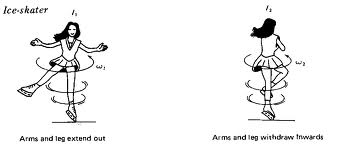 Ice-skater
I₁
I₂
ω₁
ω₂
Arms and leg extend out
Arms and leg withdraw Inwards